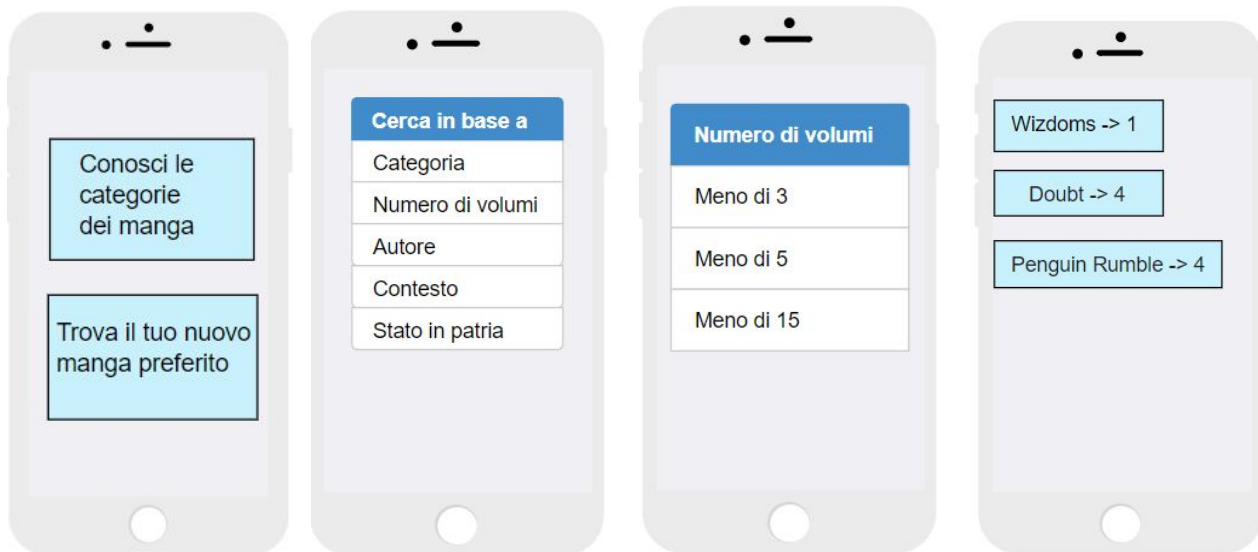 Conosci le
categorie
dei manga
Trova il tuo nuovo
manga preferito
Cerca in base a
Categoria
Numero di volumi
Autore
Contesto
Stato in patria
Numero di volumi
Meno di 3
Meno di 5
Meno di 15
Wizdoms -> 1
Doubt -> 4
Penguin Rumble -> 4